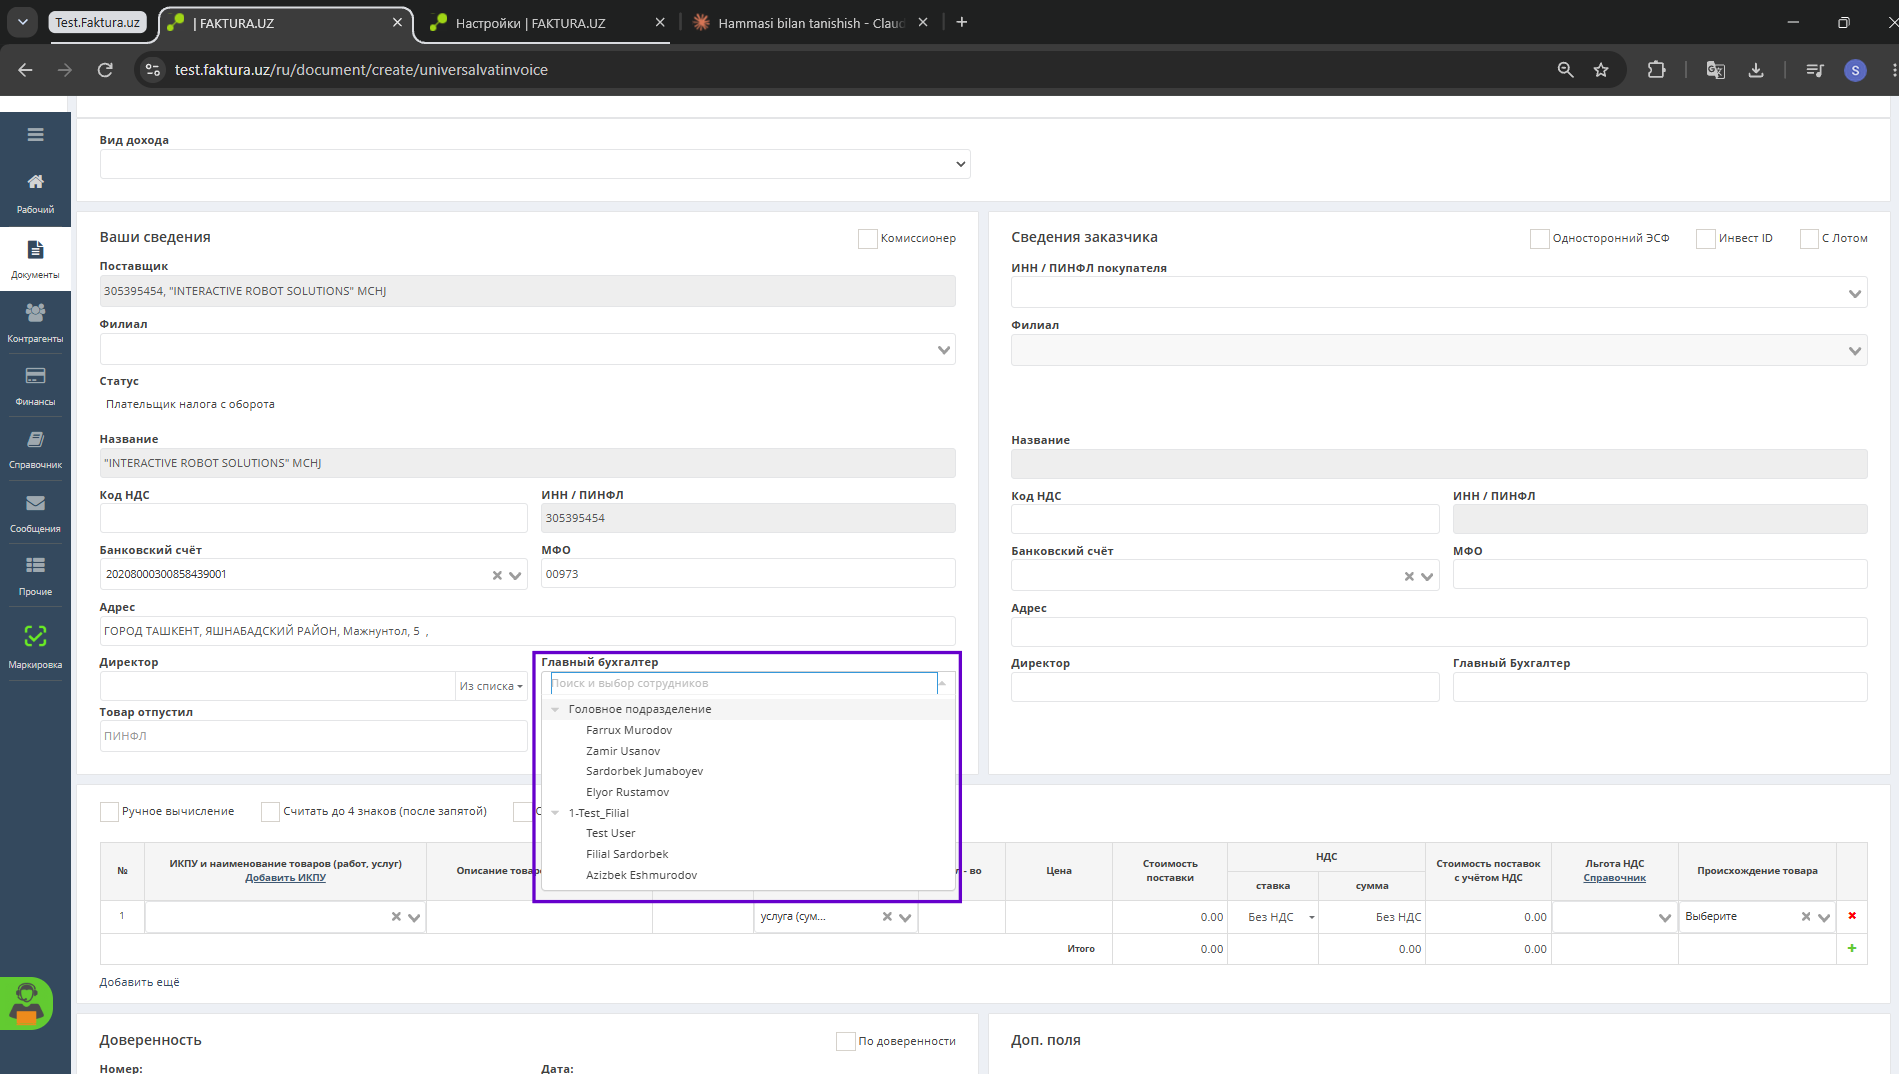 Test.Faktura.uz
| FAKTURA.UZ
Настройки | FAKTURA.UZ
Hammasi bilan tanishish - Claud
test.faktura.uz/ru/document/create/universalvatinvoice
S
Рабочий
Документы
Контрагенты
Финансы
Справочник
Сообщения
Прочие
Маркировка
Вид дохода
Ваши сведения
Комиссионер
Поставщик
305395454, "INTERACTIVE ROBOT SOLUTIONS" MCHJ
Филиал
Статус
Плательщик налога с оборота
Название
"INTERACTIVE ROBOT SOLUTIONS" MCHJ
Код НДС
ИНН / ПИНФЛ
305395454
Банковский счёт
МФО
20208000300858439001
00973
Адрес
ГОРОД ТАШКЕНТ, ЯШНАБАДСКИЙ РАЙОН, Мажнунтол, 5 ,
Директор
Из списка
Товар отпустил
ПИНФЛ
Главный бухгалтер
Поиск и выбор сотрудников
Головное подразделение
Farrux Murodov
Zamir Usanov
Sardorbek Jumaboyev
Elyor Rustamov
1-Test_Filial
Test User
Filial Sardorbek
Azizbek Eshmurodov
Сведения заказчика
Односторонний ЭСФ
Инвест ID
С Лотом
ИНН / ПИНФЛ покупателя
Филиал
Название
Код НДС
ИНН / ПИНФЛ
Банковский счёт
МФО
Адрес
Директор
Главный Бухгалтер
Ручное вычисление
Считать до 4 знаков (после запятой)
№
ИКПУ и наименование товаров (работ, услуг)
Добавить ИКПУ
Описание товар
л - во
Цена
Стоимость
поставки
НДС
ставка
сумма
Стоимость поставок
с учётом НДС
Льгота НДС
Справочник
Происхождение товара
1
услуга (сум...
0.00
Без НДС
Без НДС
0.00
Выберите
Итого
0.00
0.00
0.00
Добавить ещё
Доверенность
По доверенности
Номер:
Дата:
Доп. поля